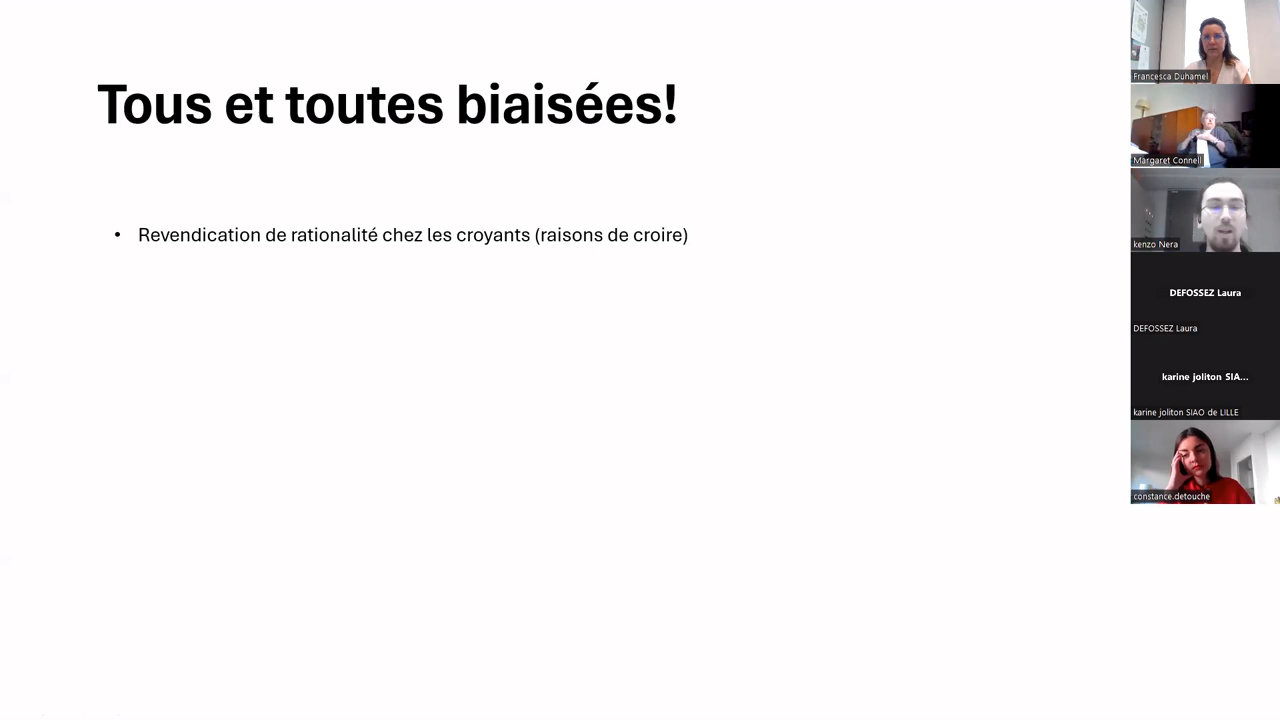 Tous et toutes biaisées!
• Revendication de rationalité chez les croyants (raisons de croire)
Francesca Duhamel
Margaret Connell
kenzo Nera
DEFOSSEZ Laura
DEFOSSEZ Laura
karine joliton SIA...
karine joliton SIAO de LILLE
constance.detouche